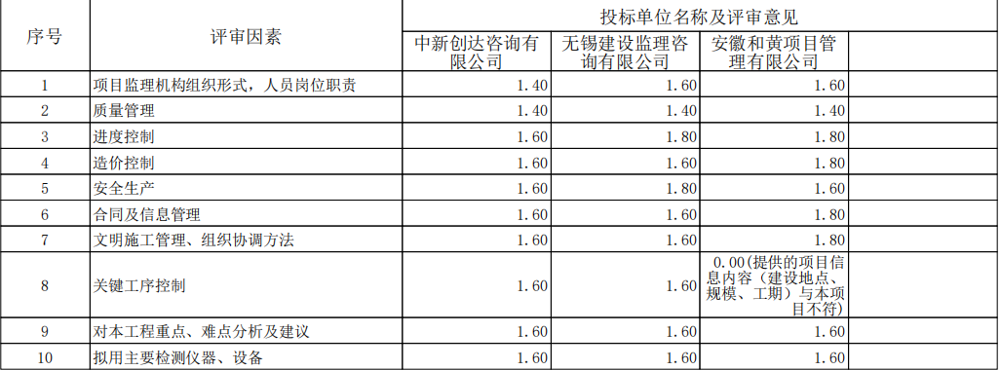 序号 评审因素 投标单位名称及评审意见
中新创达咨询有 无锡建设监理咨 安徽和黄项目管
限公司 询有限公司 理有限公司
1 项目监理机构组织形式，人员岗位职责 1.40 1.60 1.60
2 质量管理 1.40 1.40 1.40
3 进度控制 1.60 1.80 1.80
4 造价控制 1.60 1.60 1.80
5 安全生产 1.60 1.80 1.60
6 合同及信息管理 1.60 1.60 1.80
7 文明施工管理、组织协调方法 1.60 1.60 1.80
8 关键工序控制 1.60 1.60 0.00(提供的项目信
息内容（建设地点、
规模、工期）与本项
目不符)
9 对本工程重点、难点分析及建议 1.60 1.60 1.60
10 拟用主要检测仪器、设备 1.60 1.60 1.60